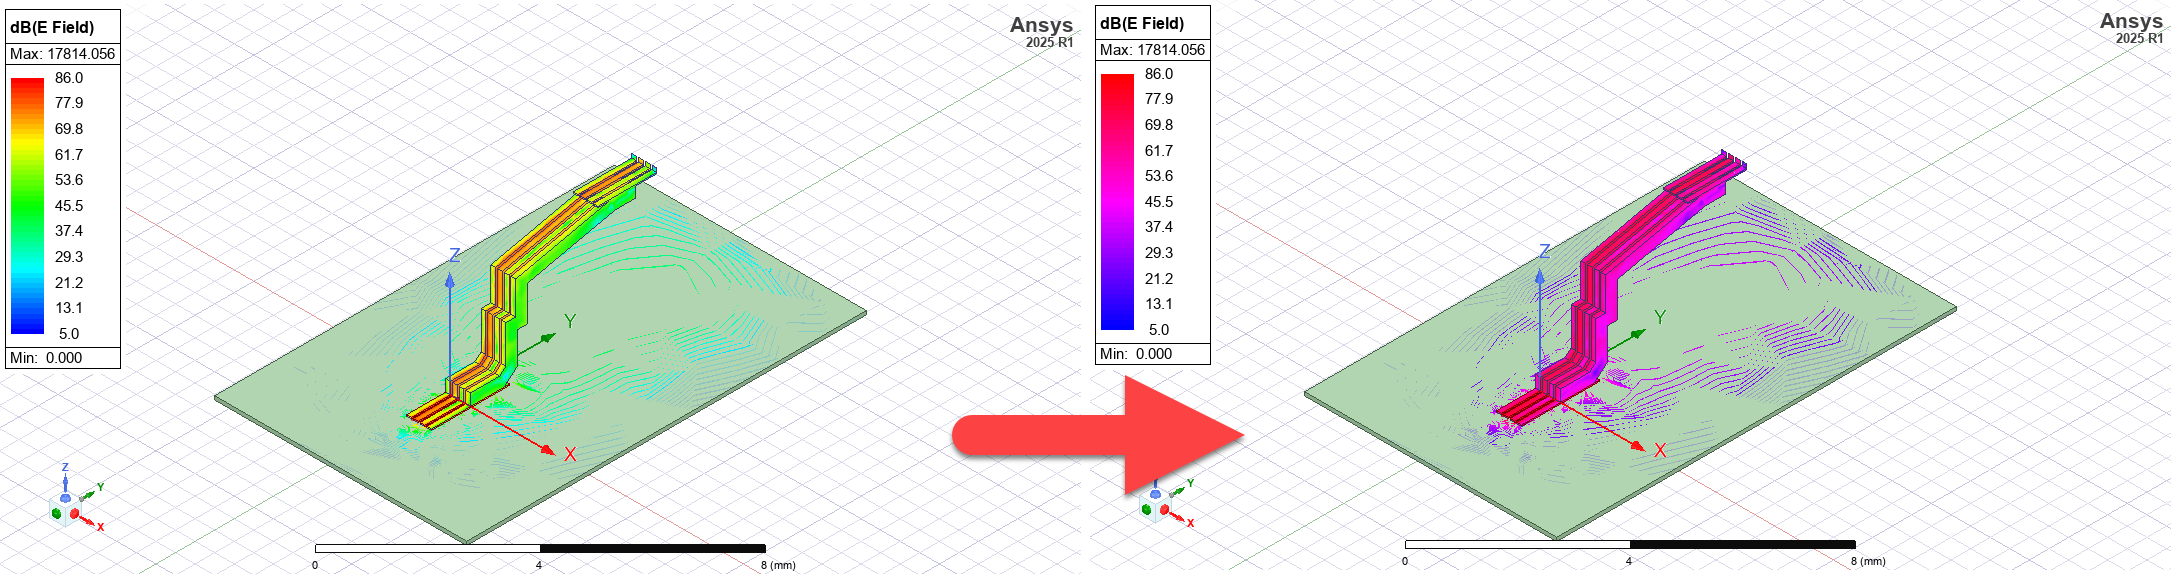 dB(E Field)
Max: 17814.056
86.0
77.9
69.8
61.7
53.6
45.5
37.4
29.3
21.2
13.1
5.0
Min: 0.000
Ansys
2025 R1
Z
Y
X
Z
Y
X
0
4
8 (mm)
dB(E Field)
Max: 17814.056
86.0
77.9
69.8
61.7
53.6
45.5
37.4
29.3
21.2
13.1
5.0
Min: 0.000
Ansys
2025 R1
Z
Y
X
Y
X
0
4
8 (mm)